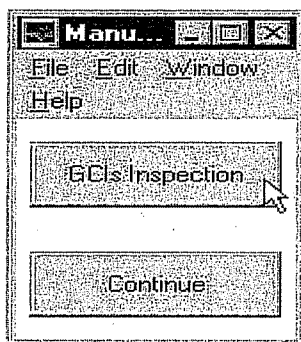 Manu...
File Edit Window
Help
GCIs Inspection
Continue